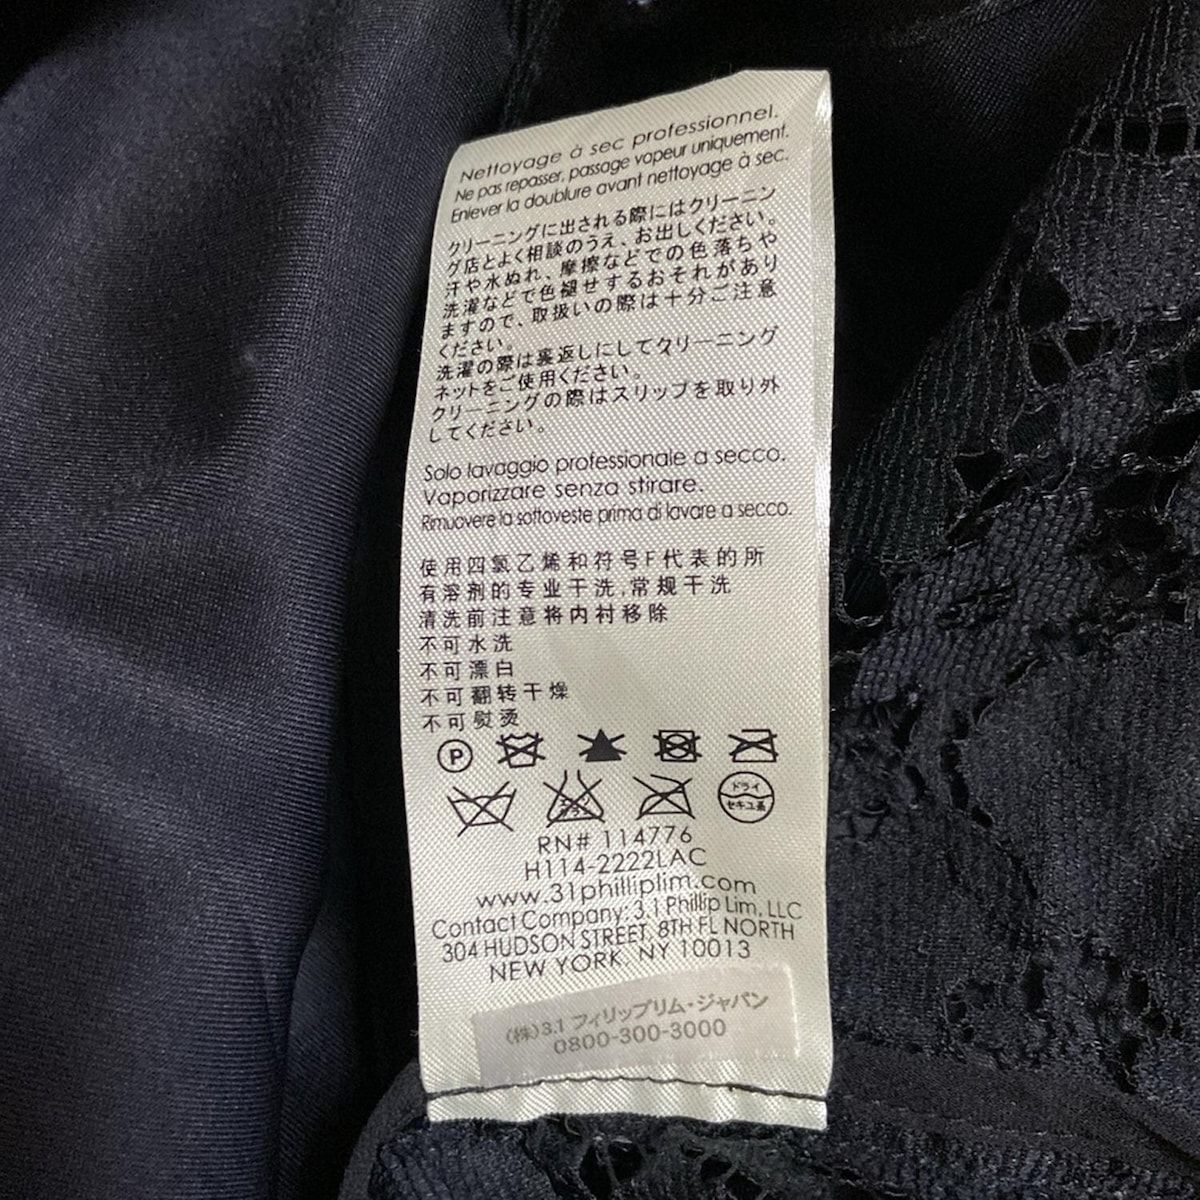 Nettoyage à sec professionnel.
Ne pas repasser, passage vapeur uniquement.
Enlever la doublure avant nettoyage à sec.
クリーニングに出される際にはクリーニン
グ店とよく相談のうえ、お出しください。
汗や水ぬれ、摩擦などでの色落ちや
洗濯などで色褪せするおそれがあり
ますので、取扱いの際は十分ご注意
ください。
洗濯の際は裏返しにしてクリーニング
ネットをご使用ください。
クリーニングの際はスリップを取り外
してください。
Solo lavaggio professionale a secco.
Vaporizzare senza stirare.
Rimuovere la sottoveste prima di lavare a secco.
使用四氯乙烯和符号F代表的所
有溶剂的专业干洗,常规干洗
清洗前注意将内衬移除
不可水洗
不可漂白
不可翻转干燥
不可熨烫
P
ドライ
セキユ系
RN# 114776
H114-2222LAC
www.31philliplim.com
Contact Company: 3.1 Phillip Lim, LLC
304 HUDSON STREET, 8TH FL NORTH
NEW YORK, NY 10013
(株)3.1 フィリップリム・ジャパン
0800-300-3000